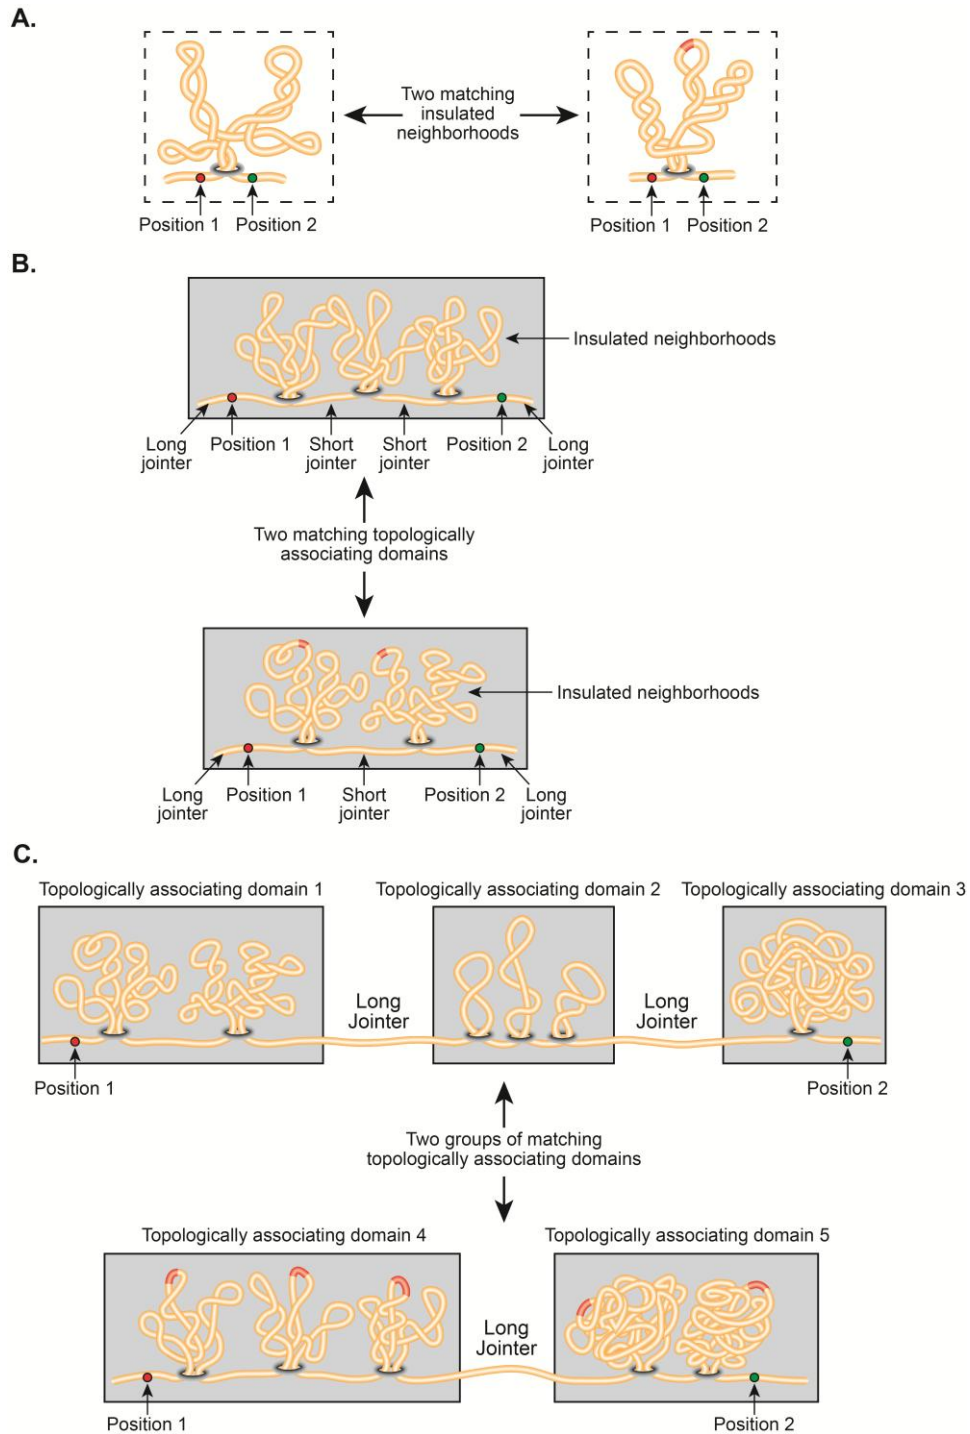 A.
Two matching
insulated
neighborhoods
Position 1 Position 2
Position 1 Position 2
B.
Insulated neighborhoods
Long
jointer
Position 1
Short
jointer
Short
jointer
Position 2
Long
jointer
Two matching topologically
associating domains
Insulated neighborhoods
Long
jointer
Position 1
Short
jointer
Position 2
Long
jointer
C.
Topologically associating domain 1
Topologically associating domain 2
Topologically associating domain 3
Long
Jointer
Long
Jointer
Position 1
Position 2
Two groups of matching
topologically associating domains
Topologically associating domain 4
Topologically associating domain 5
Long
Jointer
Position 1
Position 2